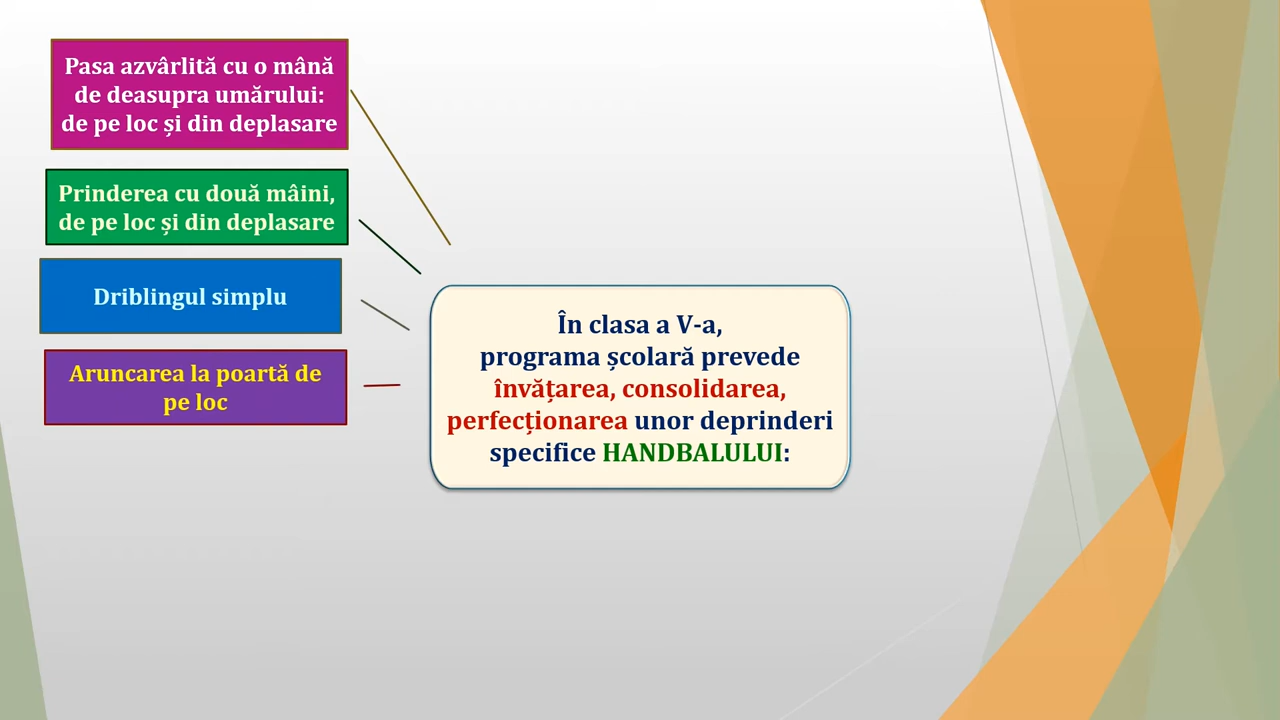 Pasa azvârlită cu o mână
de deasupra umărului:
de pe loc și din deplasare
Prinderea cu două mâini,
de pe loc și din deplasare
Driblingul simplu
Aruncarea la poartă de
pe loc
În clasa a V-a,
programa școlară prevede
învățarea, consolidarea,
perfecționarea unor deprinderi
specifice HANDBALULUI: